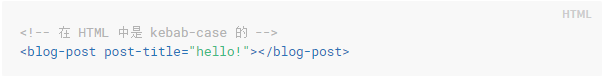 HTML
<!-- 在 HTML 中是 kebab-case 的 -->
<blog-post post-title="hello!"></blog-post>